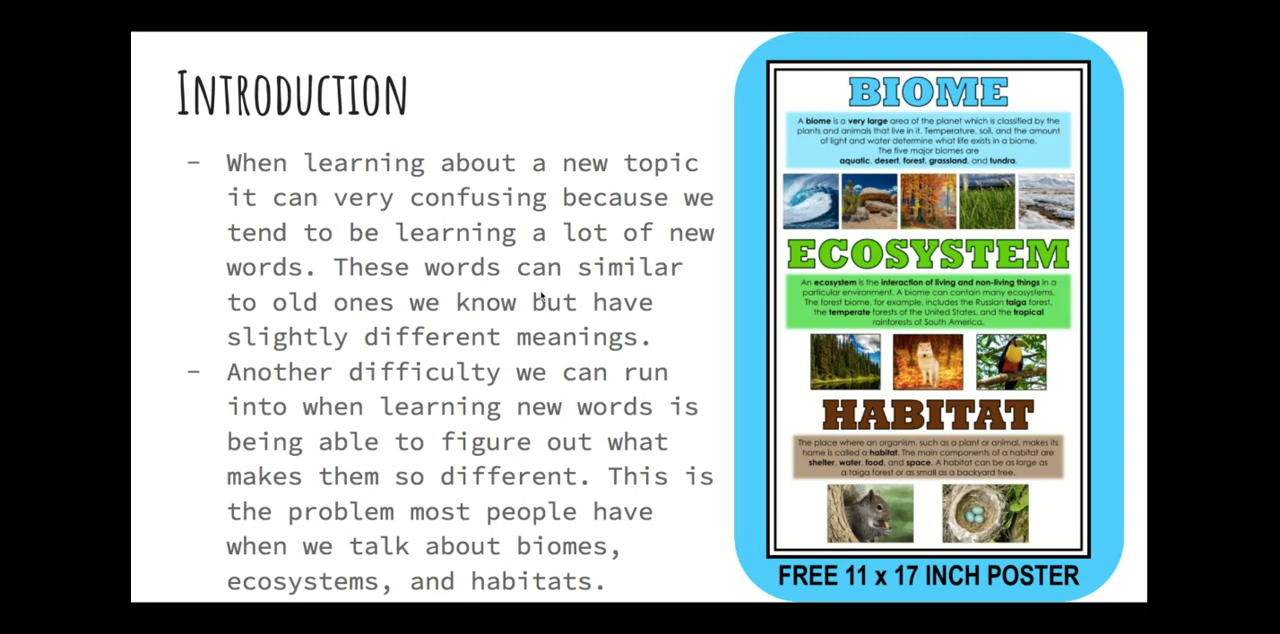 Introduction
- When learning about a new topic
it can very confusing because we
tend to be learning a lot of new
words. These words can similar
to old ones we know but have
slightly different meanings.
- Another difficulty we can run
into when learning new words is
being able to figure out what
makes them so different. This is
the problem most people have
when we talk about biomes,
ecosystems, and habitats.
BIOME
A biome is a very large area of the planet which is classified by the
plants and animals that live in it. Temperature, soil, and the amount
of light and water determine what life exists in a biome.
The five major biomes are
aquatic, desert, forest, grassland, and tundra.
ECOSYSTEM
An ecosystem is the interaction of living and non-living things in a
particular environment. A biome can contain many ecosystems.
The forest biome, for example, includes the Russian taiga forest,
the temperate forests of the United States, and the tropical
rainforests of South America.
HABITAT
The place where an organism, such as a plant or animal, makes its
home is called a habitat. The main components of a habitat are
shelter, water, food, and space. A habitat can be as large as
a taiga forest or as small as a backyard tree.
FREE 11 x 17 INCH POSTER